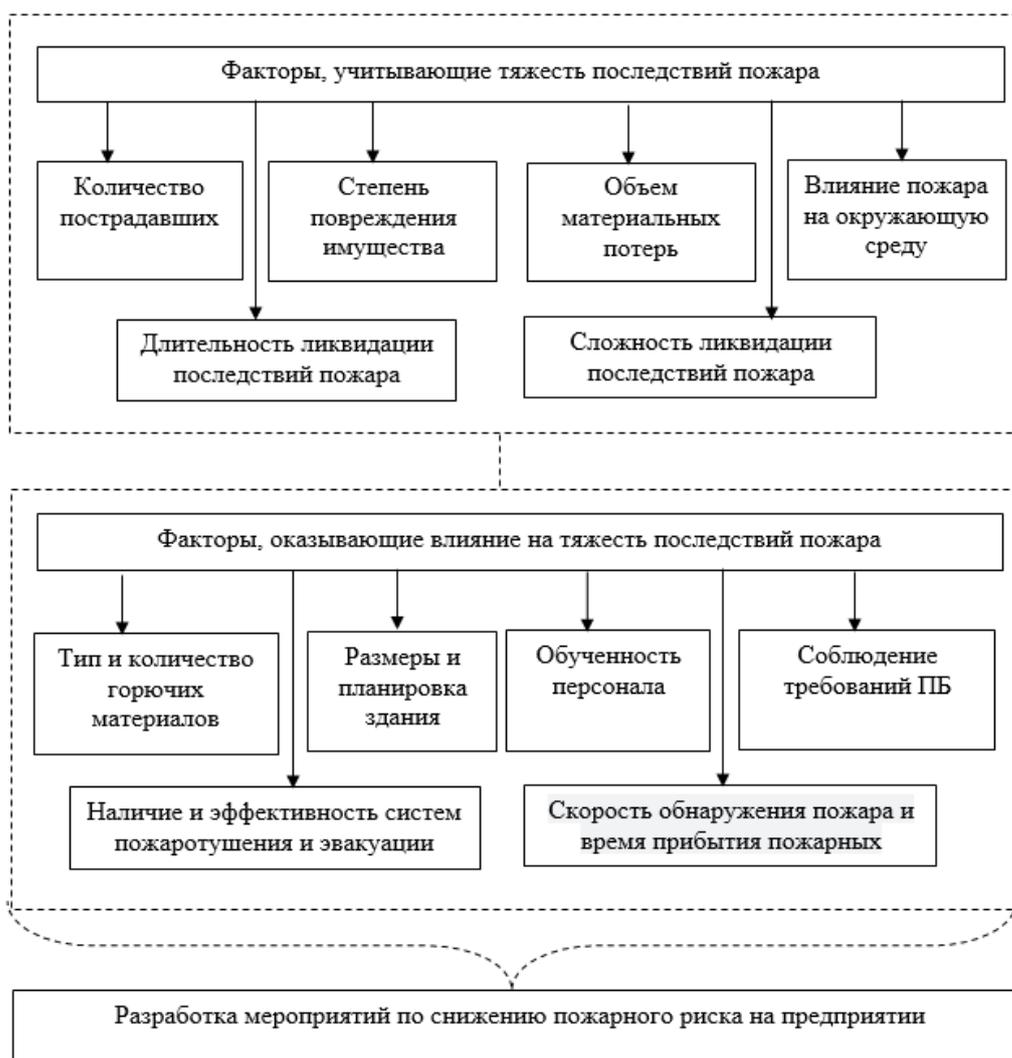 Факторы, учитывающие тяжесть последствий пожара
Количество
пострадавших
Степень
повреждения
имущества
Объем
материальных
потерь
Влияние пожара
на окружающую
среду
Длительность ликвидации
последствий пожара
Сложность ликвидации
последствий пожара
Факторы, оказывающие влияние на тяжесть последствий пожара
Тип и количество
горючих
материалов
Размеры и
планировка
здания
Обученность
персонала
Соблюдение
требований ПБ
Наличие и эффективность систем
пожаротушения и эвакуации
Скорость обнаружения пожара и
время прибытия пожарных
Разработка мероприятий по снижению пожарного риска на предприятии